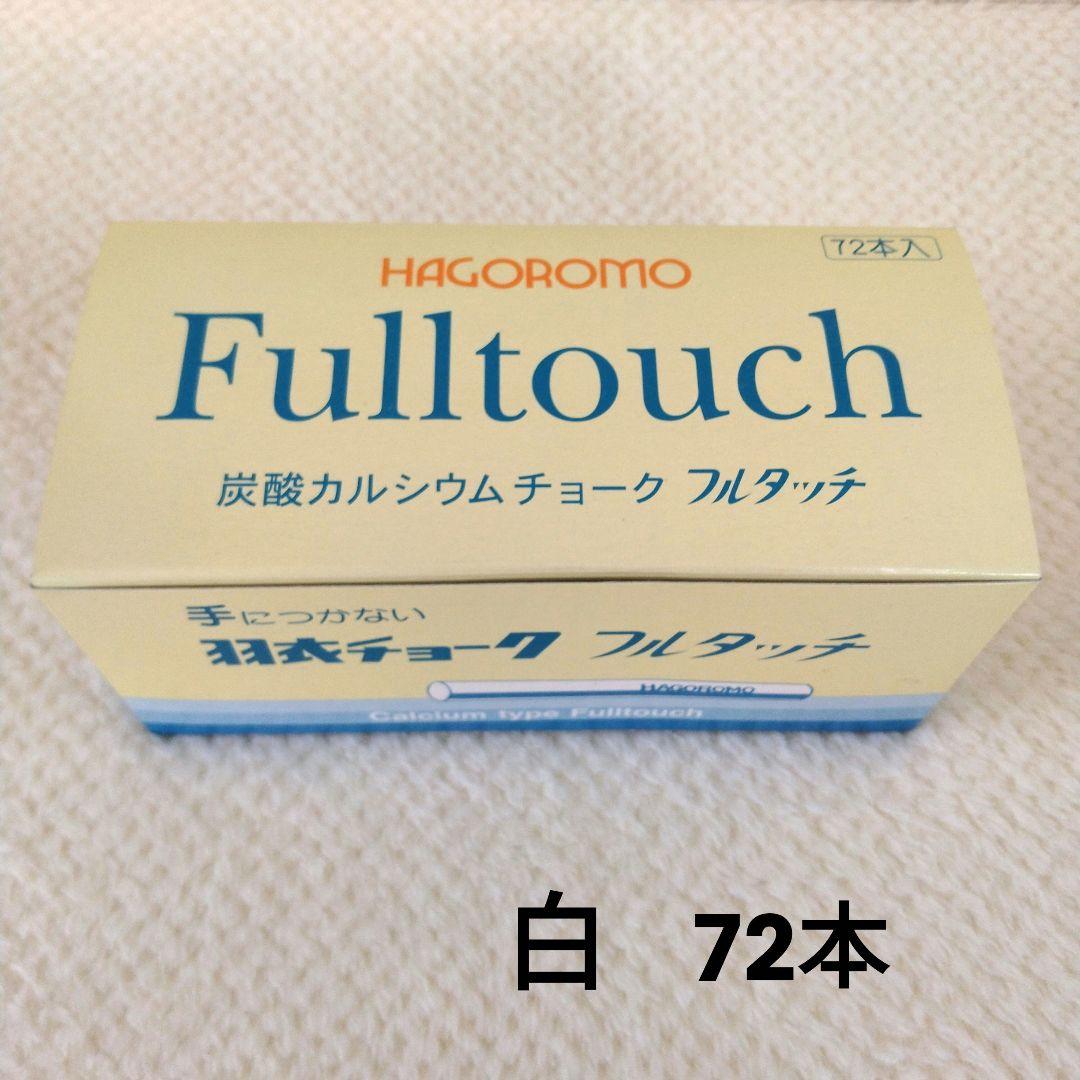 72本入
HAGOROMO
Fulltouch
炭酸カルシウムチョーク フルタッチ
手につかない
羽衣チョーク フルタッチ
HAGOROMO
Calcium type Fulltouch
白 72本